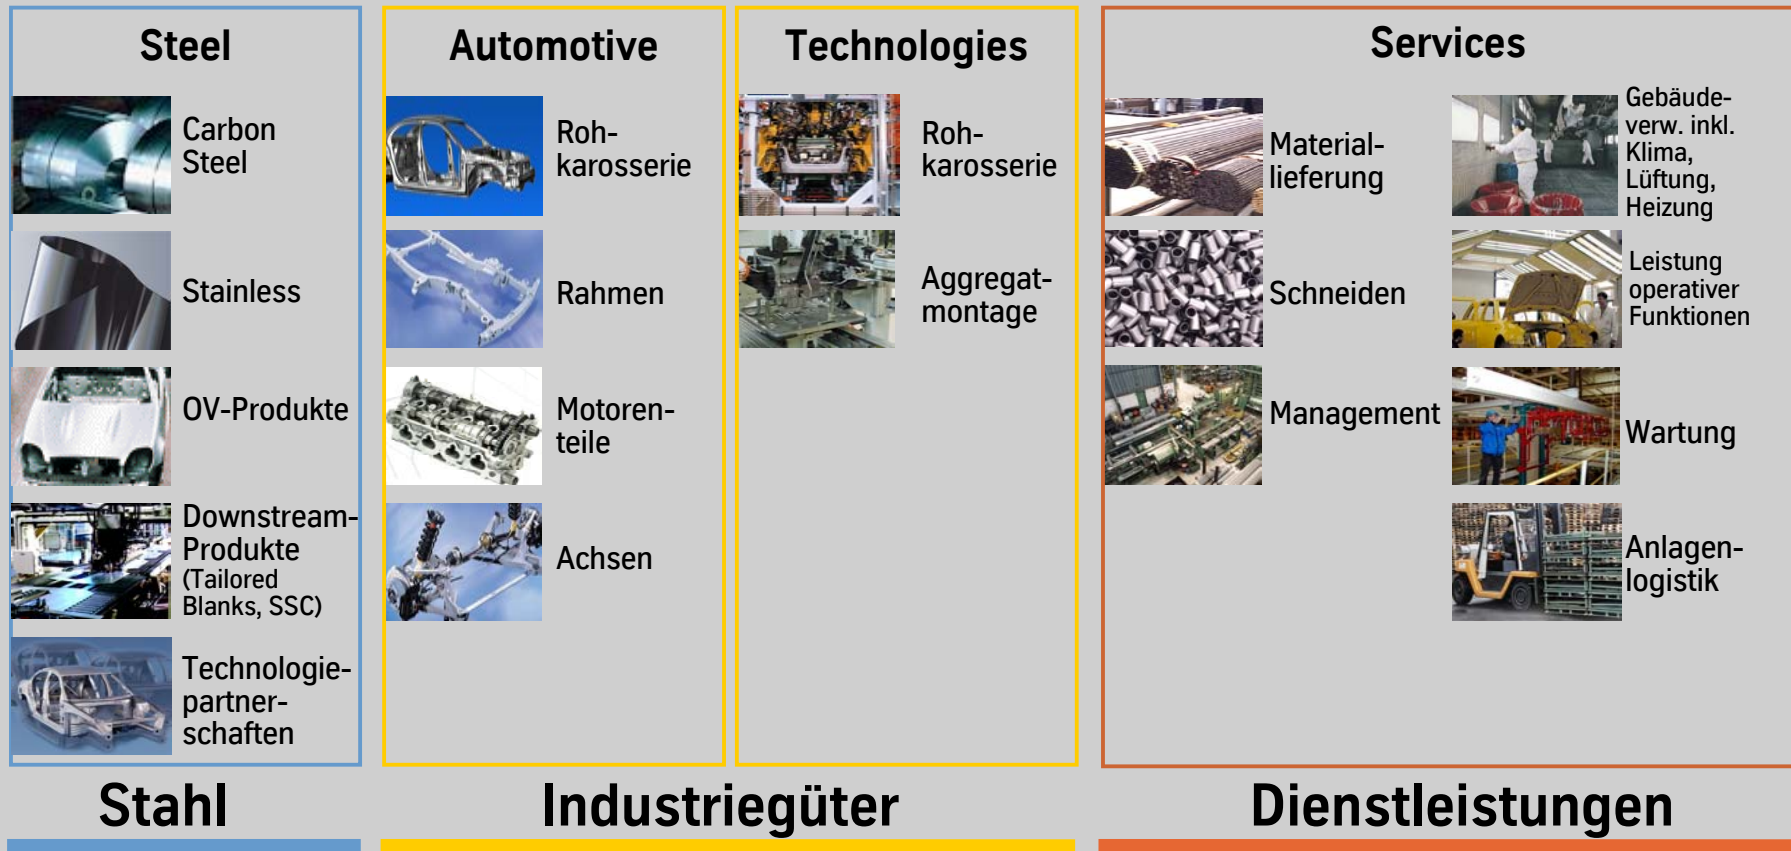 Steel
Carbon
Steel
Stainless
OV-Produkte
Downstream-
Produkte
(Tailored
Blanks, SSC)
Technologie-
partner-
schaften
Automotive
Roh-
karosserie
Rahmen
Motoren-
teile
Achsen
Technologies
Roh-
karosserie
Aggregat-
montage
Services
Material-
lieferung
Schneiden
Management
Gebäude-
verw. inkl.
Klima,
Lüftung,
Heizung
Leistung
operativer
Funktionen
Wartung
Anlagen-
logistik
Stahl
Industriegüter
Dienstleistungen